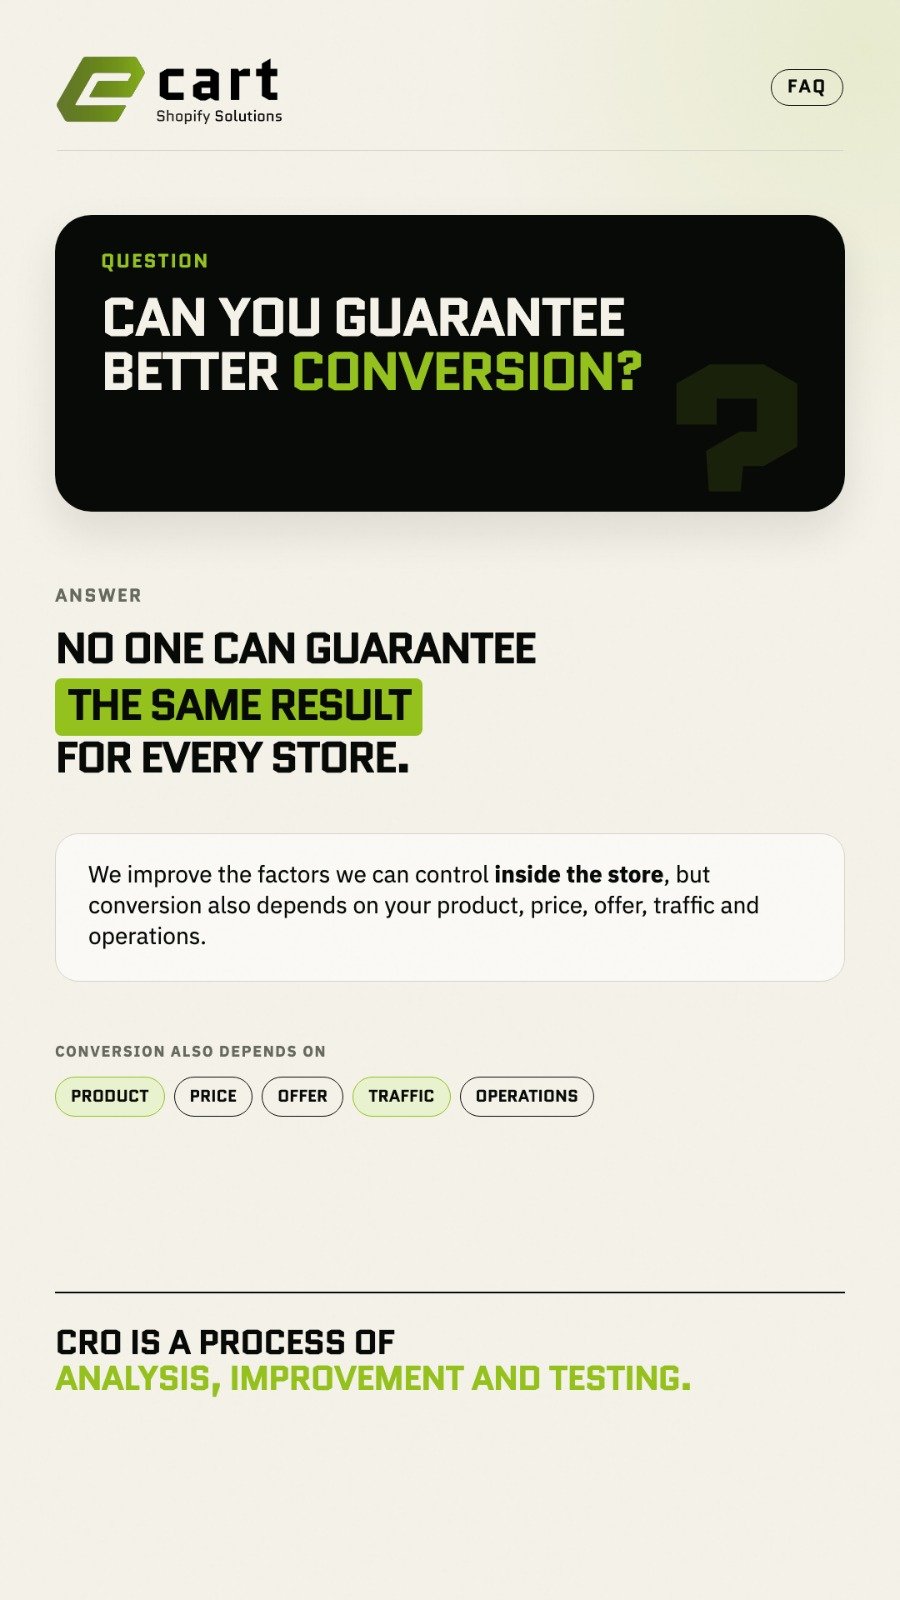 cart
Shopify Solutions
FAQ
QUESTION
CAN YOU GUARANTEE
BETTER CONVERSION?
?
ANSWER
NO ONE CAN GUARANTEE
THE SAME RESULT
FOR EVERY STORE.
We improve the factors we can control inside the store, but
conversion also depends on your product, price, offer, traffic and
operations.
CONVERSION ALSO DEPENDS ON
PRODUCT PRICE OFFER TRAFFIC OPERATIONS
CRO IS A PROCESS OF
ANALYSIS, IMPROVEMENT AND TESTING.